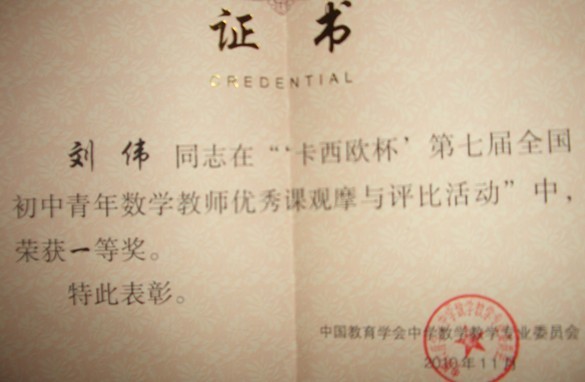 证书
CREDENTIAL
刘伟 同志在“‘卡西欧杯’第七届全国
初中青年数学教师优秀课观摩与评比活动”中，
荣获一等奖。
特此表彰。
中国教育学会中学数学教学专业委员会
2010年11月